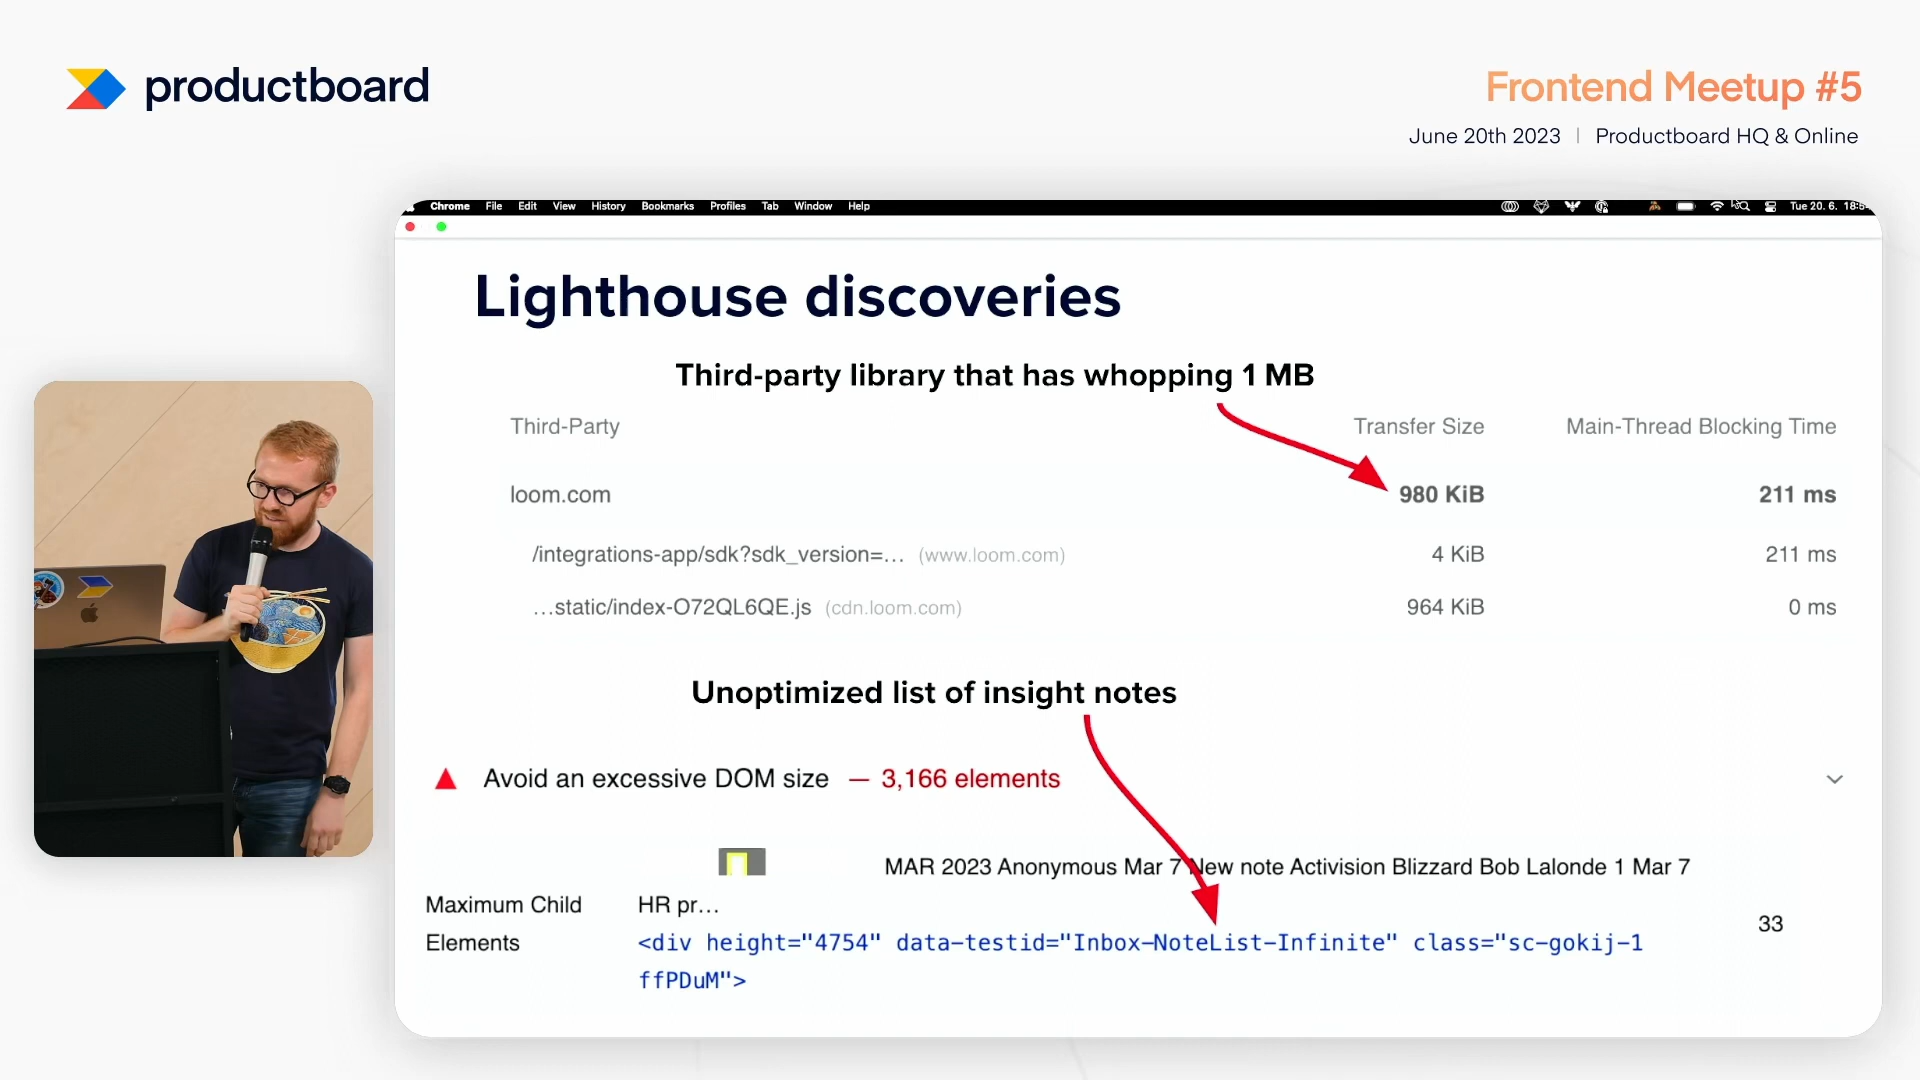 productboard
Frontend Meetup #5
June 20th 2023 | Productboard HQ & Online
Chrome File Edit View History Bookmarks Profiles Tab Window Help
Tue 20. 6. 18:5
Lighthouse discoveries
Third-party library that has whopping 1 MB
Third-Party Transfer Size Main-Thread Blocking Time
loom.com 980 KiB 211 ms
/integrations-app/sdk?sdk_version=… (www.loom.com) 4 KiB 211 ms
…static/index-O72QL6QE.js (cdn.loom.com) 964 KiB 0 ms
Unoptimized list of insight notes
Avoid an excessive DOM size — 3,166 elements
MAR 2023 Anonymous Mar 7 New note Activision Blizzard Bob Lalonde 1 Mar 7
Maximum Child Elements
HR pr…
<div height="4754" data-testid="Inbox-NoteList-Infinite" class="sc-gokij-1
ffPDuM">
33